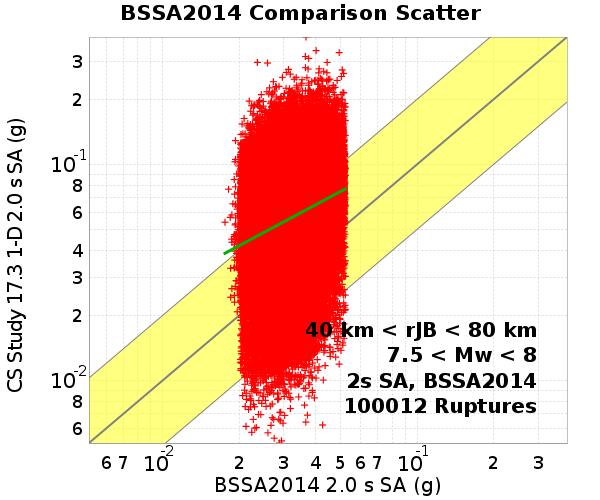 BSSA2014 Comparison Scatter
CS Study 17.3 1-D 2.0 s SA (g)
3
2
10-1
8
6
4
3
2
10-2
8
6
40 km < rJB < 80 km
7.5 < Mw < 8
2s SA, BSSA2014
100012 Ruptures
6 7 10-2 2 3 4 5 6 7 10-1 2 3
BSSA2014 2.0 s SA (g)